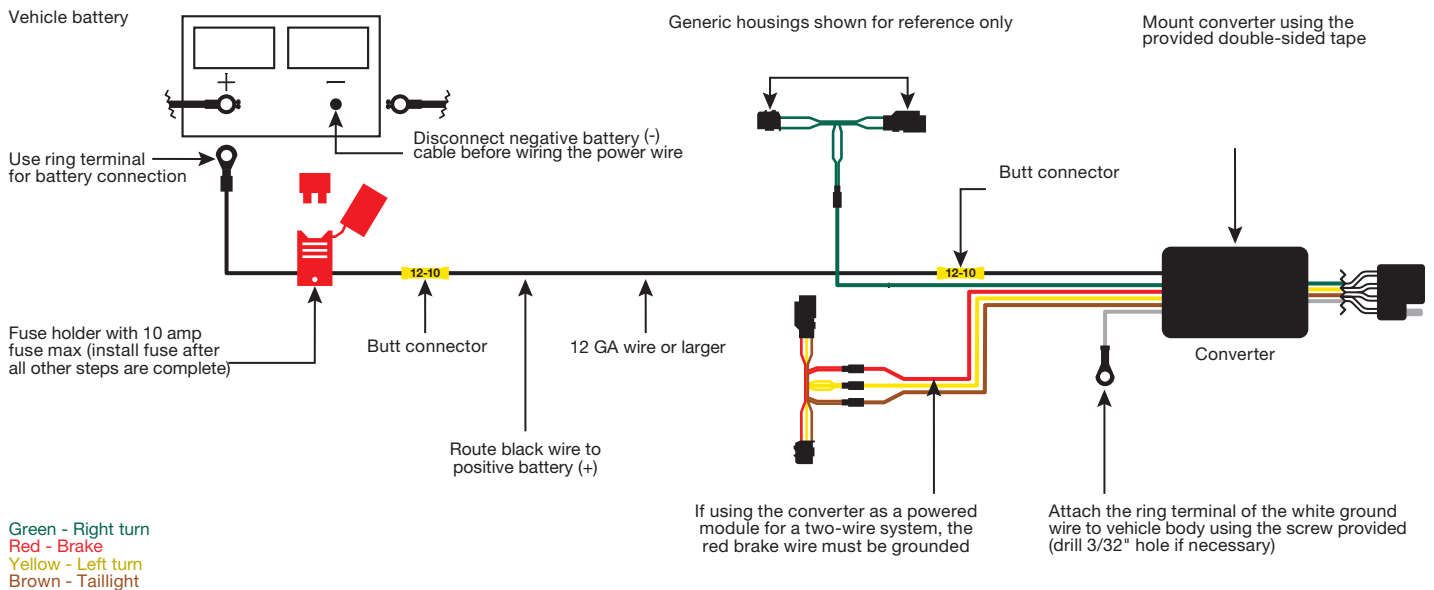 Vehicle battery
Generic housings shown for reference only
Mount converter using the
provided double-sided tape
+
−
Disconnect negative battery (-)
cable before wiring the power wire
Use ring terminal
for battery connection
Butt connector
12-10
12-10
Fuse holder with 10 amp
fuse max (install fuse after
all other steps are complete)
Butt connector
12 GA wire or larger
Converter
Route black wire to
positive battery (+)
If using the converter as a powered
module for a two-wire system, the
red brake wire must be grounded
Attach the ring terminal of the white ground
wire to vehicle body using the screw provided
(drill 3/32" hole if necessary)
Green - Right turn
Red - Brake
Yellow - Left turn
Brown - Taillight